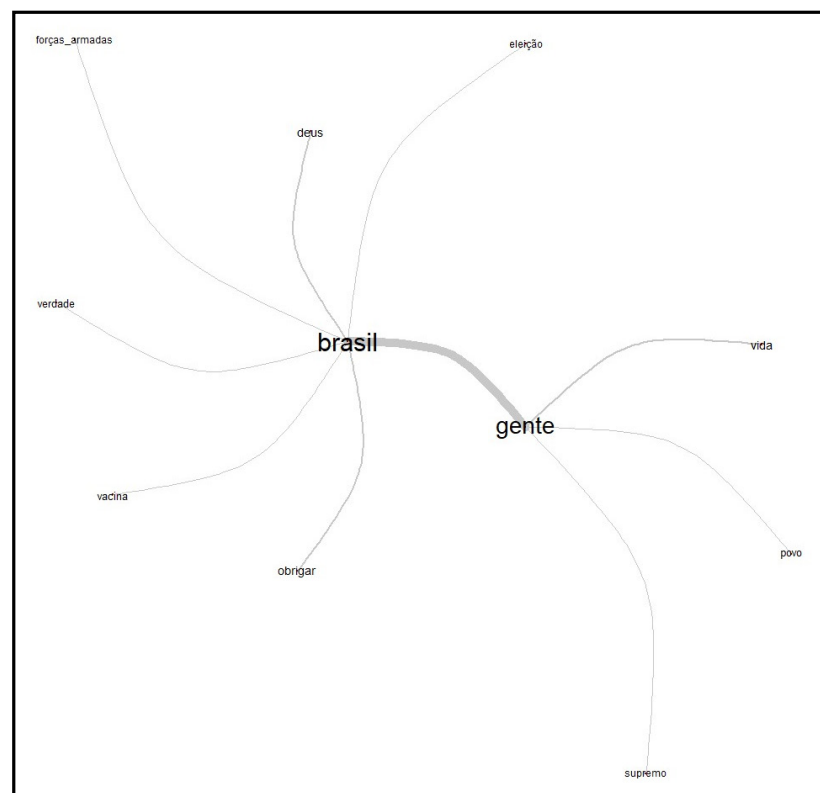 forças_armadas
eleição
deus
verdade
brasil
vida
gente
vacina
povo
obrigar
supremo